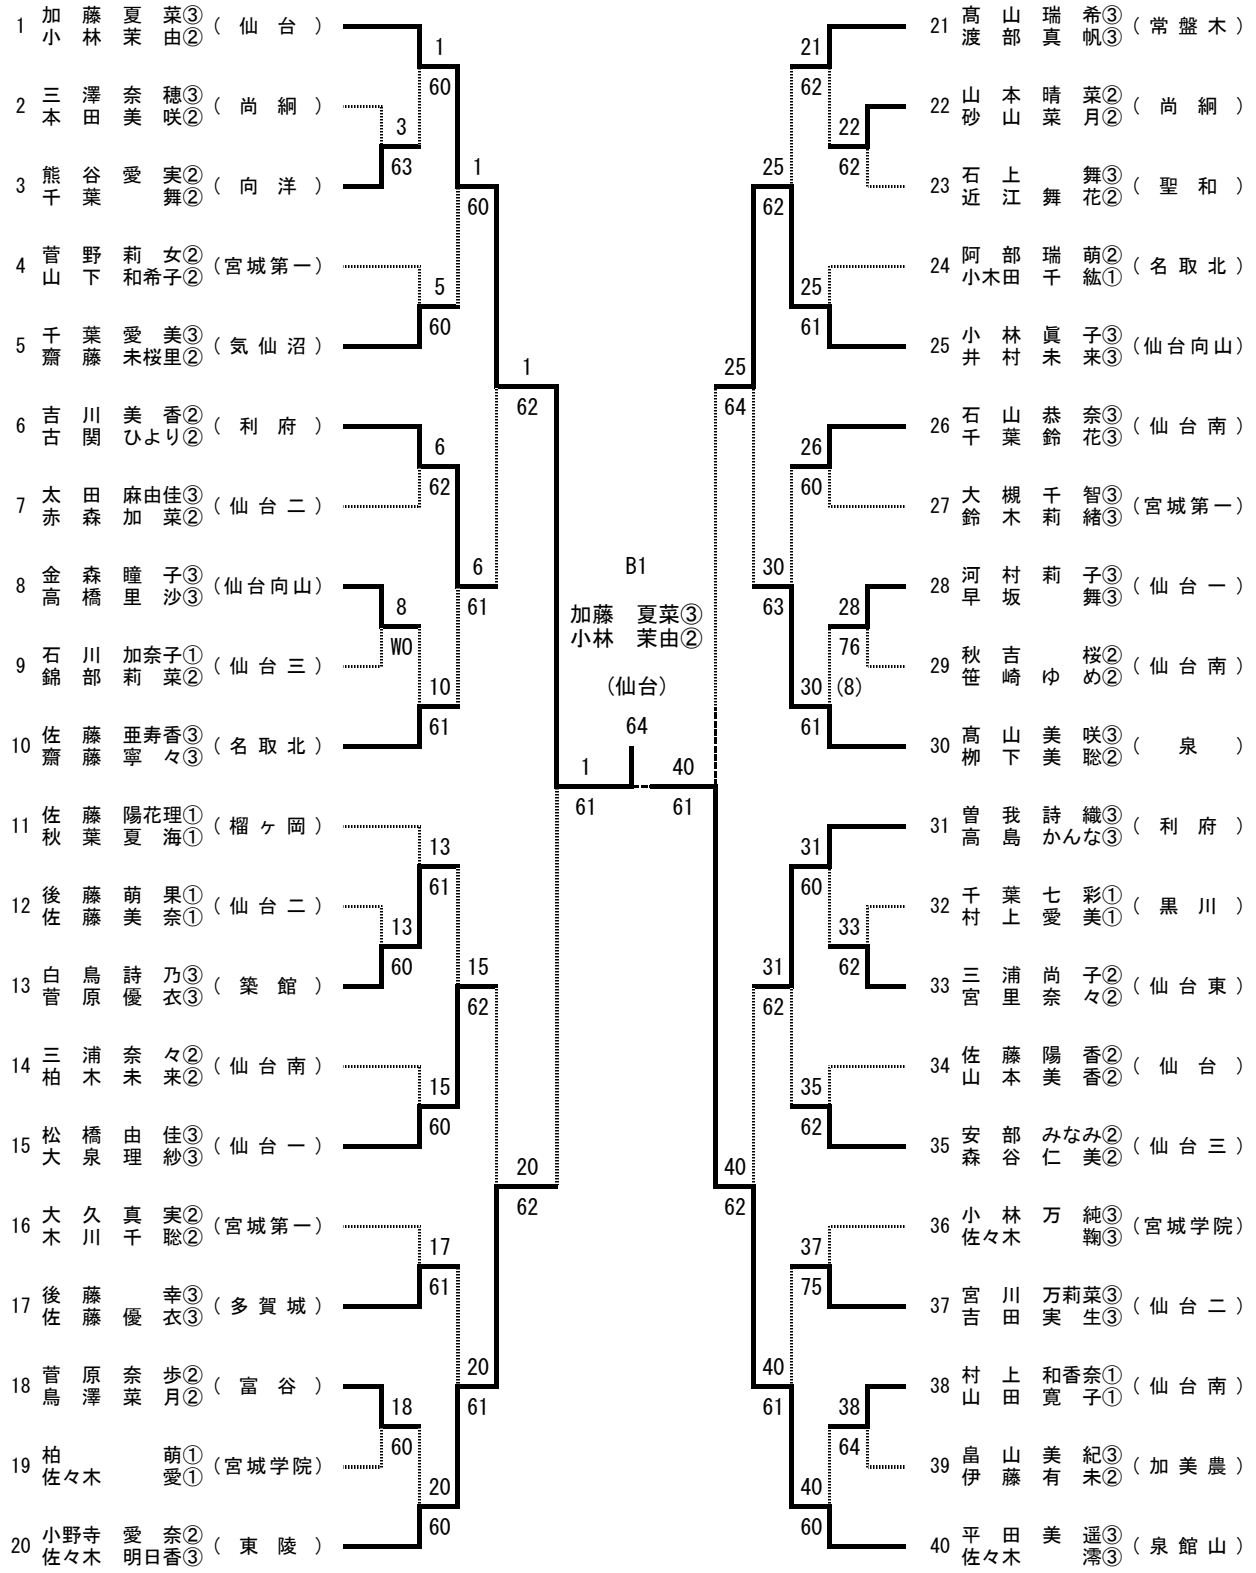 1 加藤夏菜③ 小林茉由② (仙台)
2 三澤奈穂③ 本田美咲② (尚絅)
3 熊谷愛実② 千葉舞② (向洋)
4 菅野莉女② 山下和希子② (宮城第一)
5 千葉愛美③ 齋藤未桜里② (気仙沼)
6 吉川美香② 古関ひより② (利府)
7 太田麻由佳③ 赤森加菜② (仙台二)
8 金森瞳子③ 高橋里沙③ (仙台向山)
9 石川加奈子① 錦部莉菜② (仙台三)
10 佐藤亜寿香③ 齋藤寧々③ (名取北)
11 佐藤陽花理① 秋葉夏海① (榴ヶ岡)
12 後藤萌果① 佐藤美奈① (仙台二)
13 白鳥詩乃③ 菅原優衣③ (築館)
14 三浦奈々② 柏木未来② (仙台南)
15 松橋由佳③ 大泉理紗③ (仙台一)
16 大久真実② 木川千聡② (宮城第一)
17 後藤幸③ 佐藤優衣③ (多賀城)
18 菅原奈歩② 鳥澤菜月② (富谷)
19 柏萌① 佐々木愛① (宮城学院)
20 小野寺愛奈② 佐々木明日香③ (東陵)
3 63
8 W0
13 60
18 60
1 60
5 60
6 62
10 61
13 61
15 60
17 61
20 60
1 60
6 61
15 62
20 61
1 62
20 62
1 61
B1
加藤 夏菜③
小林 茉由②
(仙台)
64
40 61
25 64
40 62
25 62
30 63
31 62
40 61
21 62
25 61
26 60
30 61
31 60
35 62
37 75
40 60
22 62
28 76 (8)
33 62
38 64
21 髙山瑞希③ 渡部真帆③ (常盤木)
22 山本晴菜② 砂山菜月② (尚絅)
23 石上舞③ 近江舞花② (聖和)
24 阿部瑞萌② 小木田千紘① (名取北)
25 小林眞子③ 井村未来③ (仙台向山)
26 石山恭奈③ 千葉鈴花③ (仙台南)
27 大槻千智③ 鈴木莉緒③ (宮城第一)
28 河村莉子③ 早坂舞③ (仙台一)
29 秋吉桜② 笹崎ゆめ② (仙台南)
30 髙山美咲③ 柳下美聡② (泉)
31 曽我詩織③ 高島かんな③ (利府)
32 千葉七彩① 村上愛美① (黒川)
33 三浦尚子② 宮里奈々② (仙台東)
34 佐藤陽香② 山本美香② (仙台)
35 安部みなみ② 森谷仁美② (仙台三)
36 小林万純③ 佐々木鞠③ (宮城学院)
37 宮川万莉菜③ 吉田実生③ (仙台二)
38 村上和香奈① 山田寛子① (仙台南)
39 畠山美紀③ 伊藤有未② (加美農)
40 平田美遥③ 佐々木澪③ (泉館山)